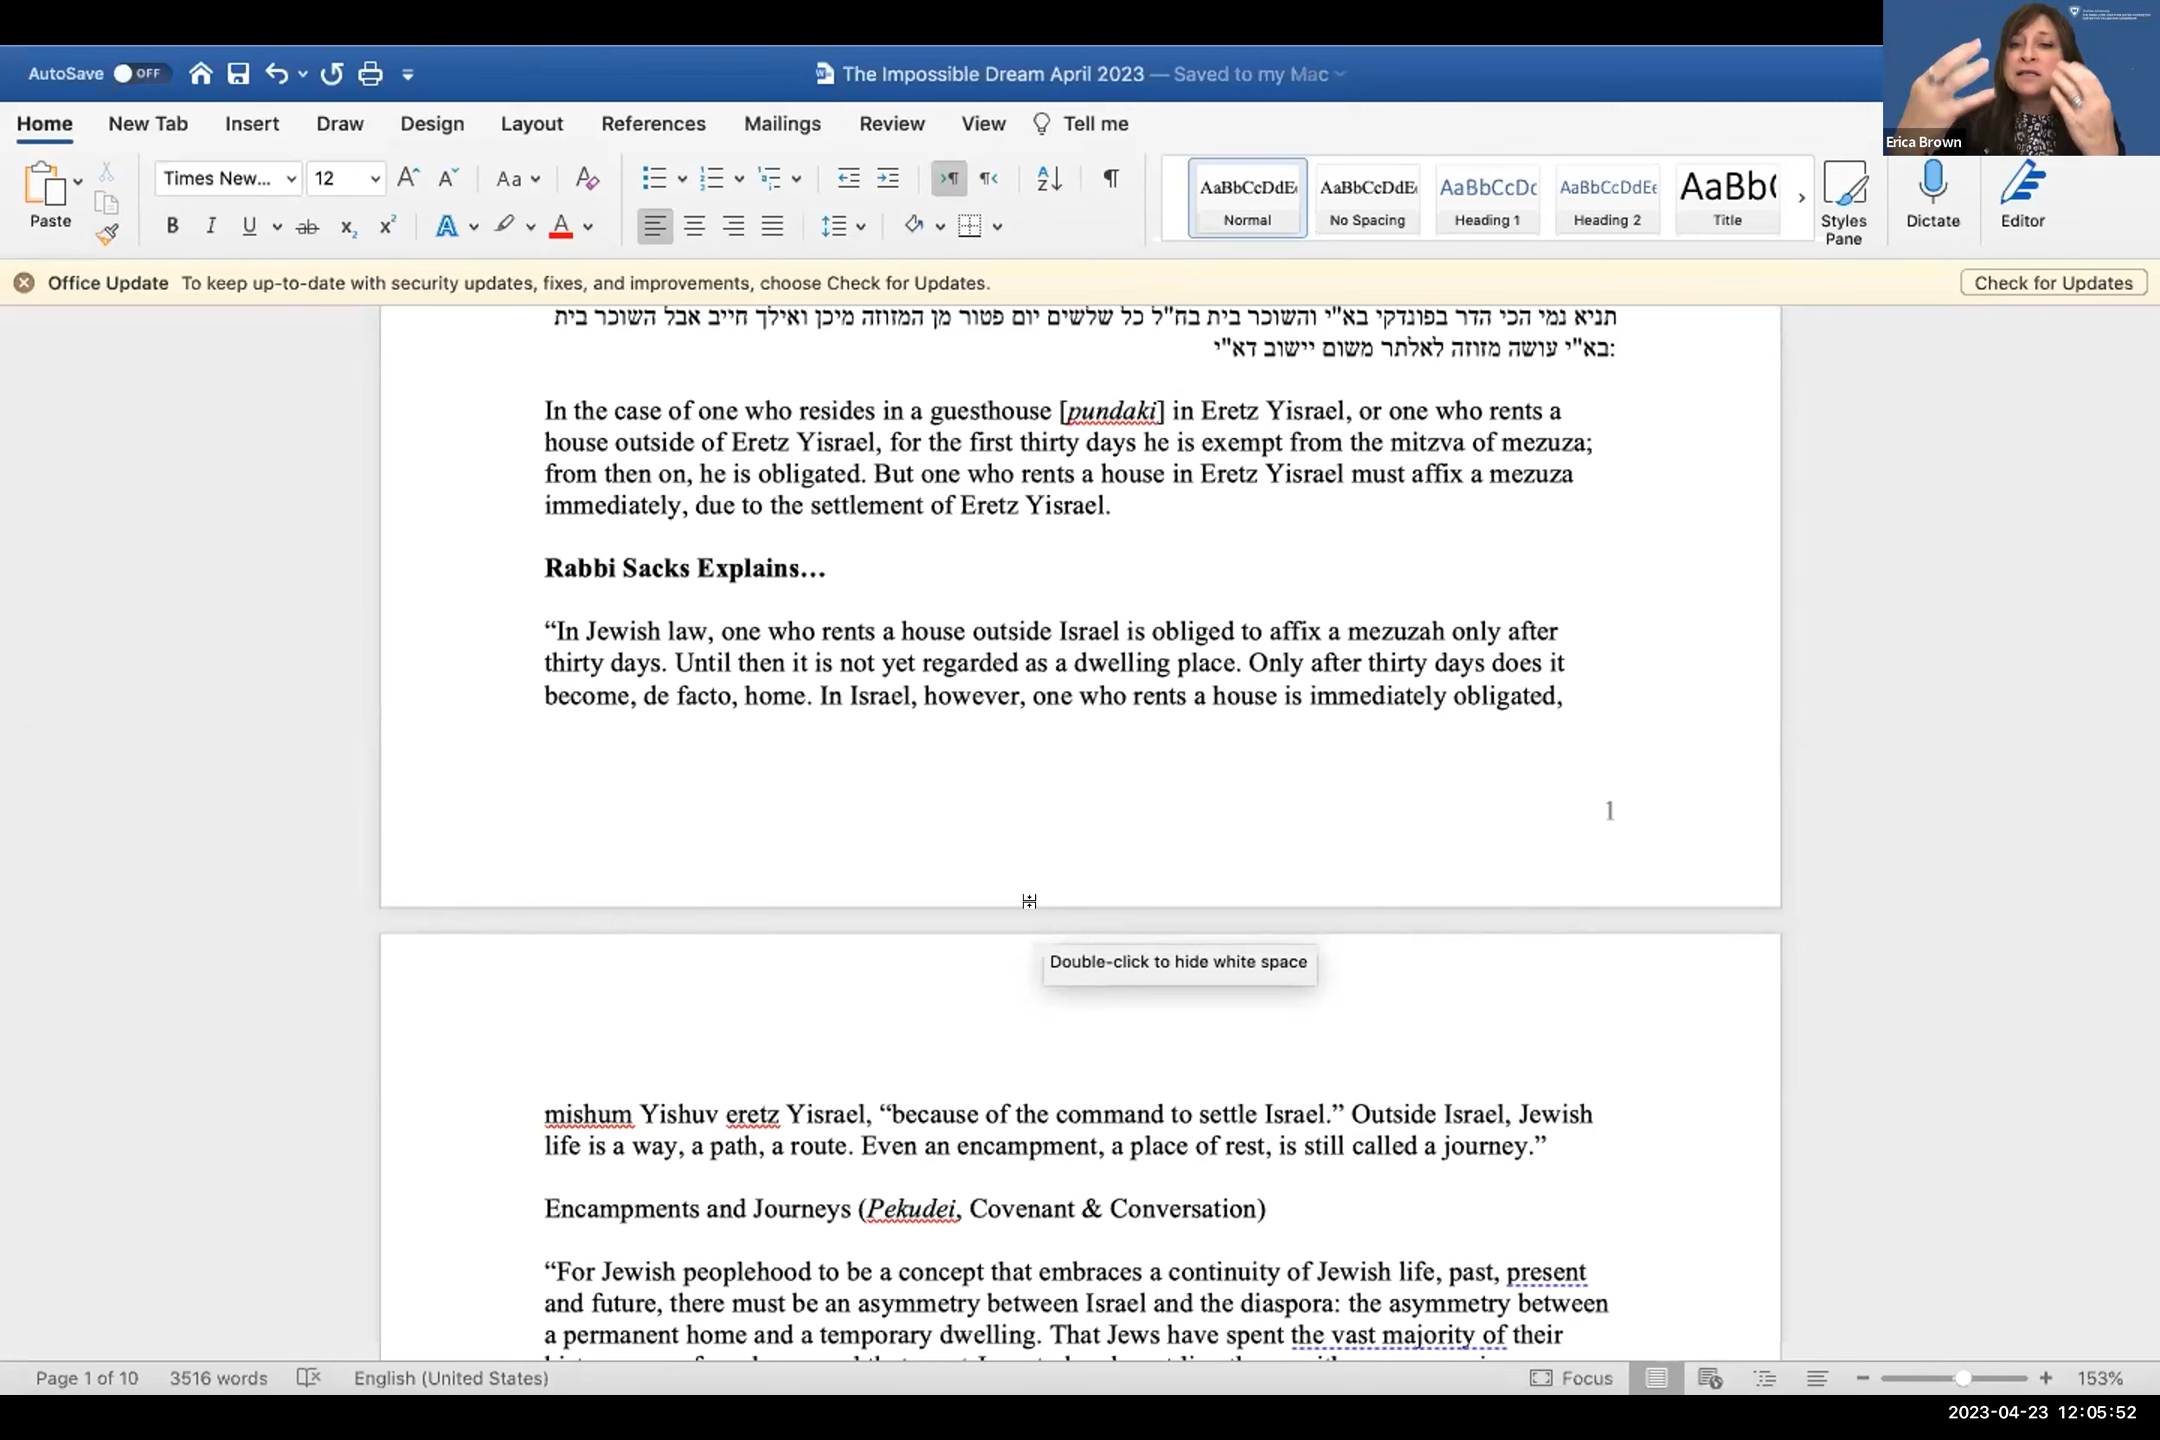 AutoSave OFF
The Impossible Dream April 2023 — Saved to my Mac
Erica Brown
Home New Tab Insert Draw Design Layout References Mailings Review View Tell me
Paste
Times New... 12
AaBbCcDdE Normal
AaBbCcDdE No Spacing
AaBbCcDc Heading 1
AaBbCcDdEe Heading 2
AaBb( Title
Styles Pane
Dictate
Editor
Office Update To keep up-to-date with security updates, fixes, and improvements, choose Check for Updates.
Check for Updates
תניא נמי הכי הדר בפונדקי בא"י והשוכר בית בח"ל כל שלשים יום פטור מן המזוזה מיכן ואילך חייב אבל השוכר בית
בא"י עושה מזוזה לאלתר משום יישוב דא"י:
In the case of one who resides in a guesthouse [pundaki] in Eretz Yisrael, or one who rents a
house outside of Eretz Yisrael, for the first thirty days he is exempt from the mitzva of mezuza;
from then on, he is obligated. But one who rents a house in Eretz Yisrael must affix a mezuza
immediately, due to the settlement of Eretz Yisrael.
Rabbi Sacks Explains…
“In Jewish law, one who rents a house outside Israel is obliged to affix a mezuzah only after
thirty days. Until then it is not yet regarded as a dwelling place. Only after thirty days does it
become, de facto, home. In Israel, however, one who rents a house is immediately obligated,
1
Double-click to hide white space
mishum Yishuv eretz Yisrael, “because of the command to settle Israel.” Outside Israel, Jewish
life is a way, a path, a route. Even an encampment, a place of rest, is still called a journey.”
Encampments and Journeys (Pekudei, Covenant & Conversation)
“For Jewish peoplehood to be a concept that embraces a continuity of Jewish life, past, present
and future, there must be an asymmetry between Israel and the diaspora: the asymmetry between
a permanent home and a temporary dwelling. That Jews have spent the vast majority of their
Page 1 of 10 3516 words English (United States) Focus 153%
2023-04-23 12:05:52